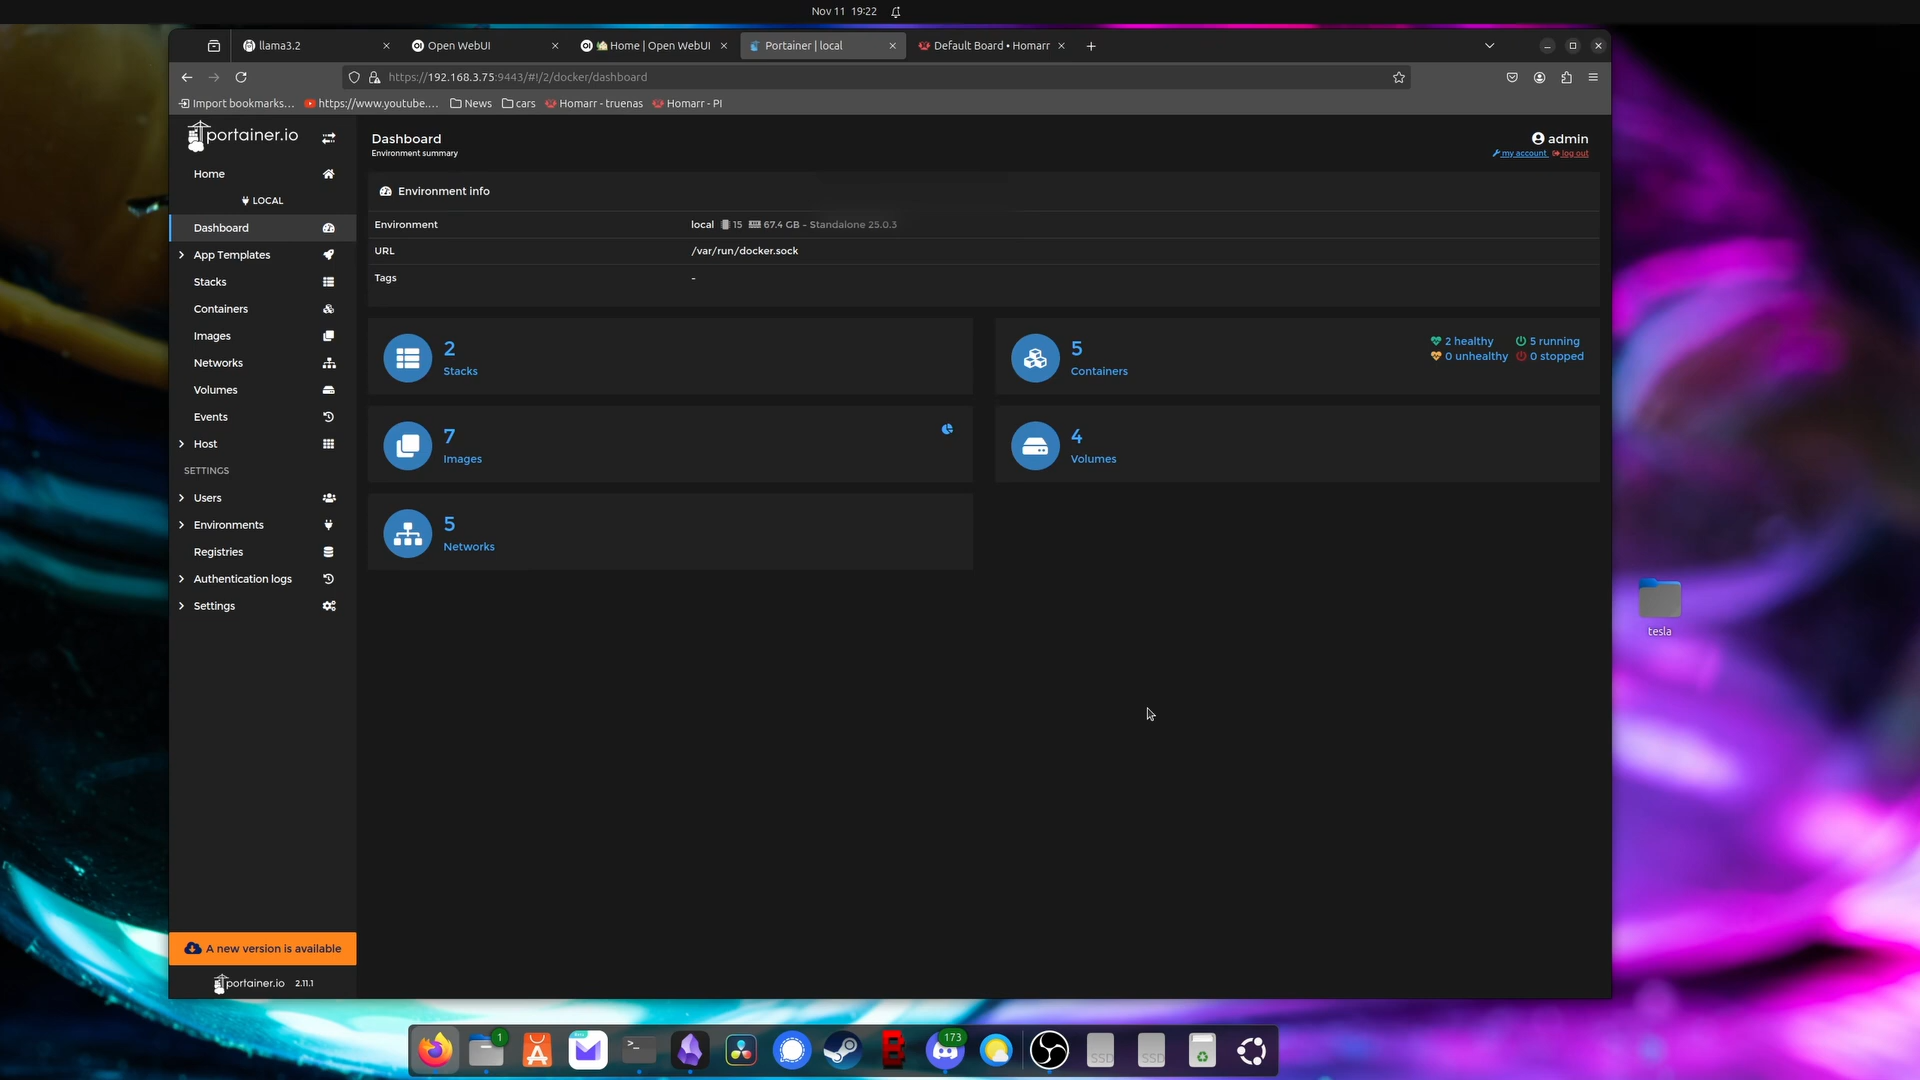 Nov 11 19:22
llama3.2
Open WebUI
Home | Open WebUI
Portainer | local
Default Board • Homarr
https://192.168.3.75:9443/#!/2/docker/dashboard
Import bookmarks...
https://www.youtube....
News
cars
Homarr - truenas
Homarr - PI
portainer.io
Home
LOCAL
Dashboard
App Templates
Stacks
Containers
Images
Networks
Volumes
Events
Host
SETTINGS
Users
Environments
Registries
Authentication logs
Settings
A new version is available
portainer.io 2.11.1
Dashboard
Environment summary
admin
my account log out
Environment info
Environment local 15 67.4 GB - Standalone 25.0.3
URL /var/run/docker.sock
Tags -
2
Stacks
5
Containers
2 healthy 5 running
0 unhealthy 0 stopped
7
Images
4
Volumes
5
Networks
tesla
1
173
SSD
SSD